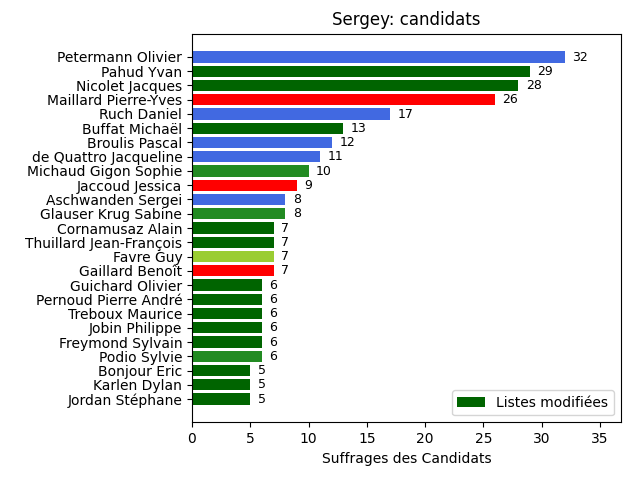 Sergey: candidats
Petermann Olivier 32
Pahud Yvan 29
Nicolet Jacques 28
Maillard Pierre-Yves 26
Ruch Daniel 17
Buffat Michaël 13
Broulis Pascal 12
de Quattro Jacqueline 11
Michaud Gigon Sophie 10
Jaccoud Jessica 9
Aschwanden Sergei 8
Glauser Krug Sabine 8
Cornamusaz Alain 7
Thuillard Jean-François 7
Favre Guy 7
Gaillard Benoît 7
Guichard Olivier 6
Pernoud Pierre André 6
Treboux Maurice 6
Jobin Philippe 6
Freymond Sylvain 6
Podio Sylvie 6
Bonjour Eric 5
Karlen Dylan 5
Jordan Stéphane 5
Listes modifiées
0 5 10 15 20 25 30 35
Suffrages des Candidats